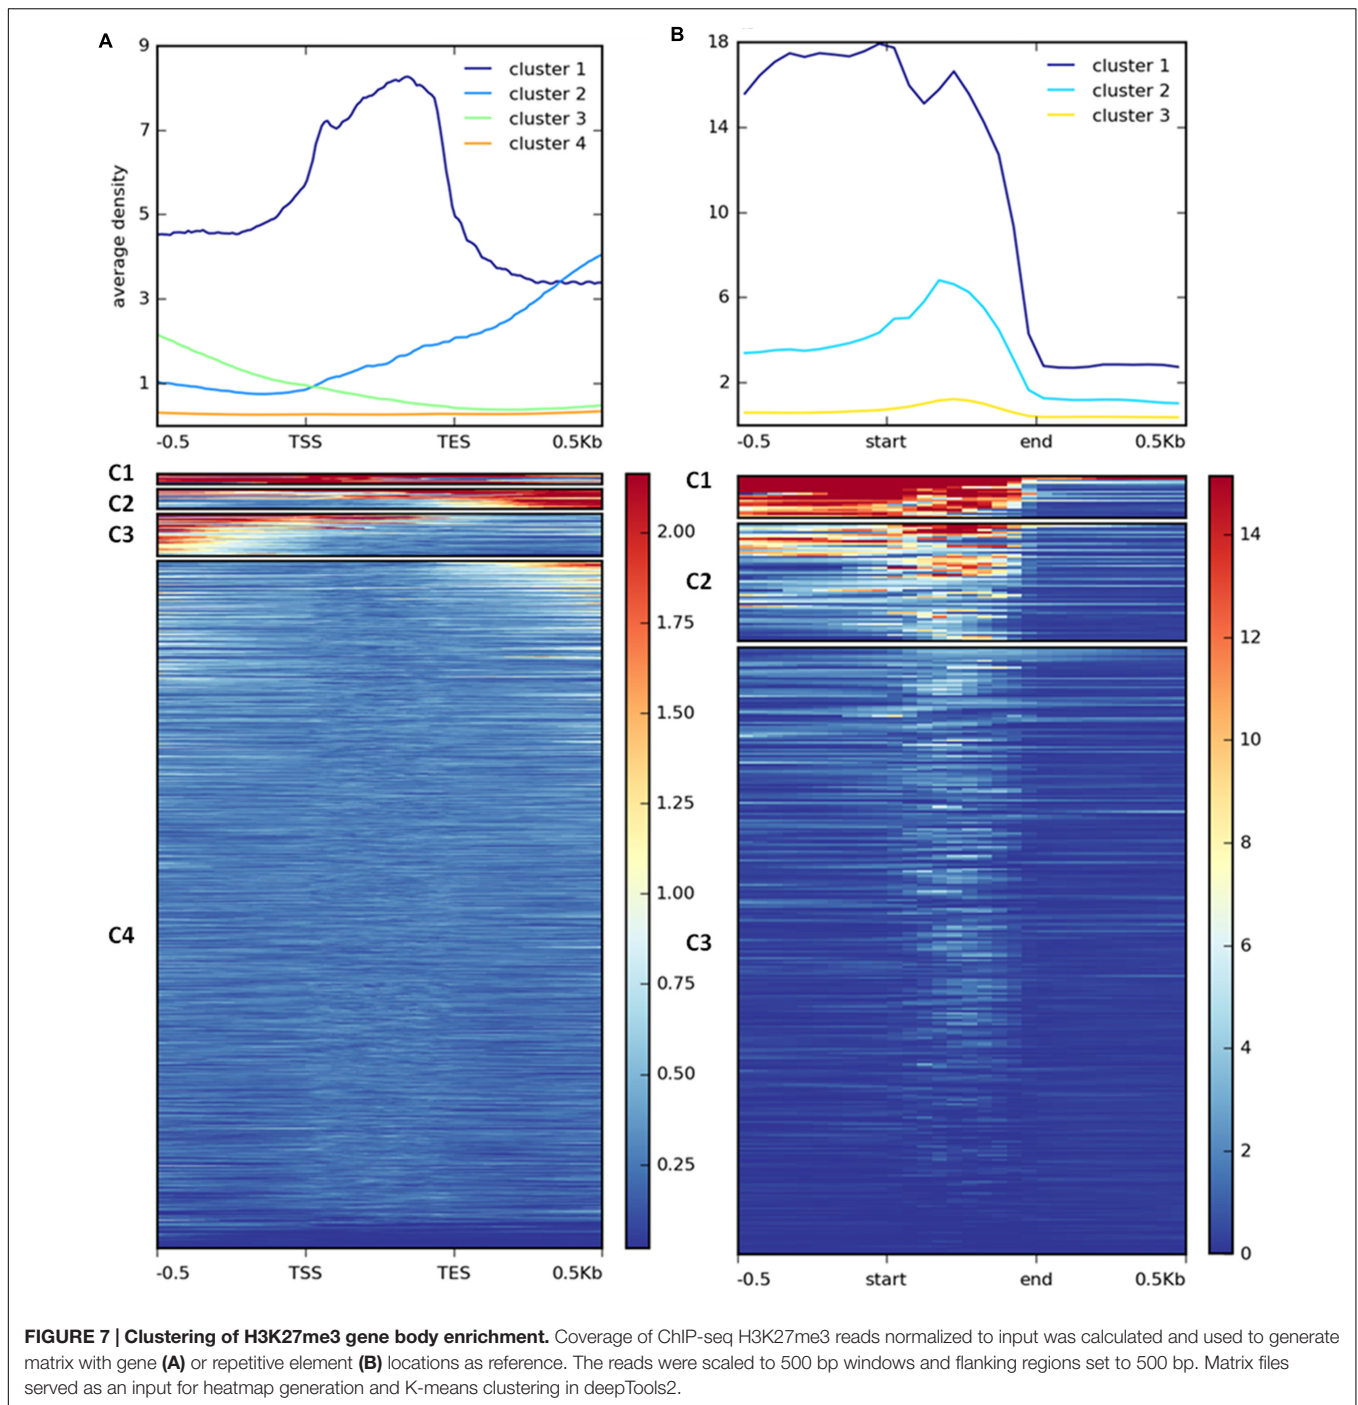 A
9
7
5
3
1
average density
cluster 1
cluster 2
cluster 3
cluster 4
-0.5 TSS TES 0.5Kb
B
18
14
10
6
2
cluster 1
cluster 2
cluster 3
-0.5 start end 0.5Kb
C1
C2
C3
C4
2.00
1.75
1.50
1.25
1.00
0.75
0.50
0.25
-0.5 TSS TES 0.5Kb
C1
C2
C3
14
12
10
8
6
4
2
0
-0.5 start end 0.5Kb
FIGURE 7 | Clustering of H3K27me3 gene body enrichment. Coverage of ChIP-seq H3K27me3 reads normalized to input was calculated and used to generate
matrix with gene (A) or repetitive element (B) locations as reference. The reads were scaled to 500 bp windows and flanking regions set to 500 bp. Matrix files
served as an input for heatmap generation and K-means clustering in deepTools2.